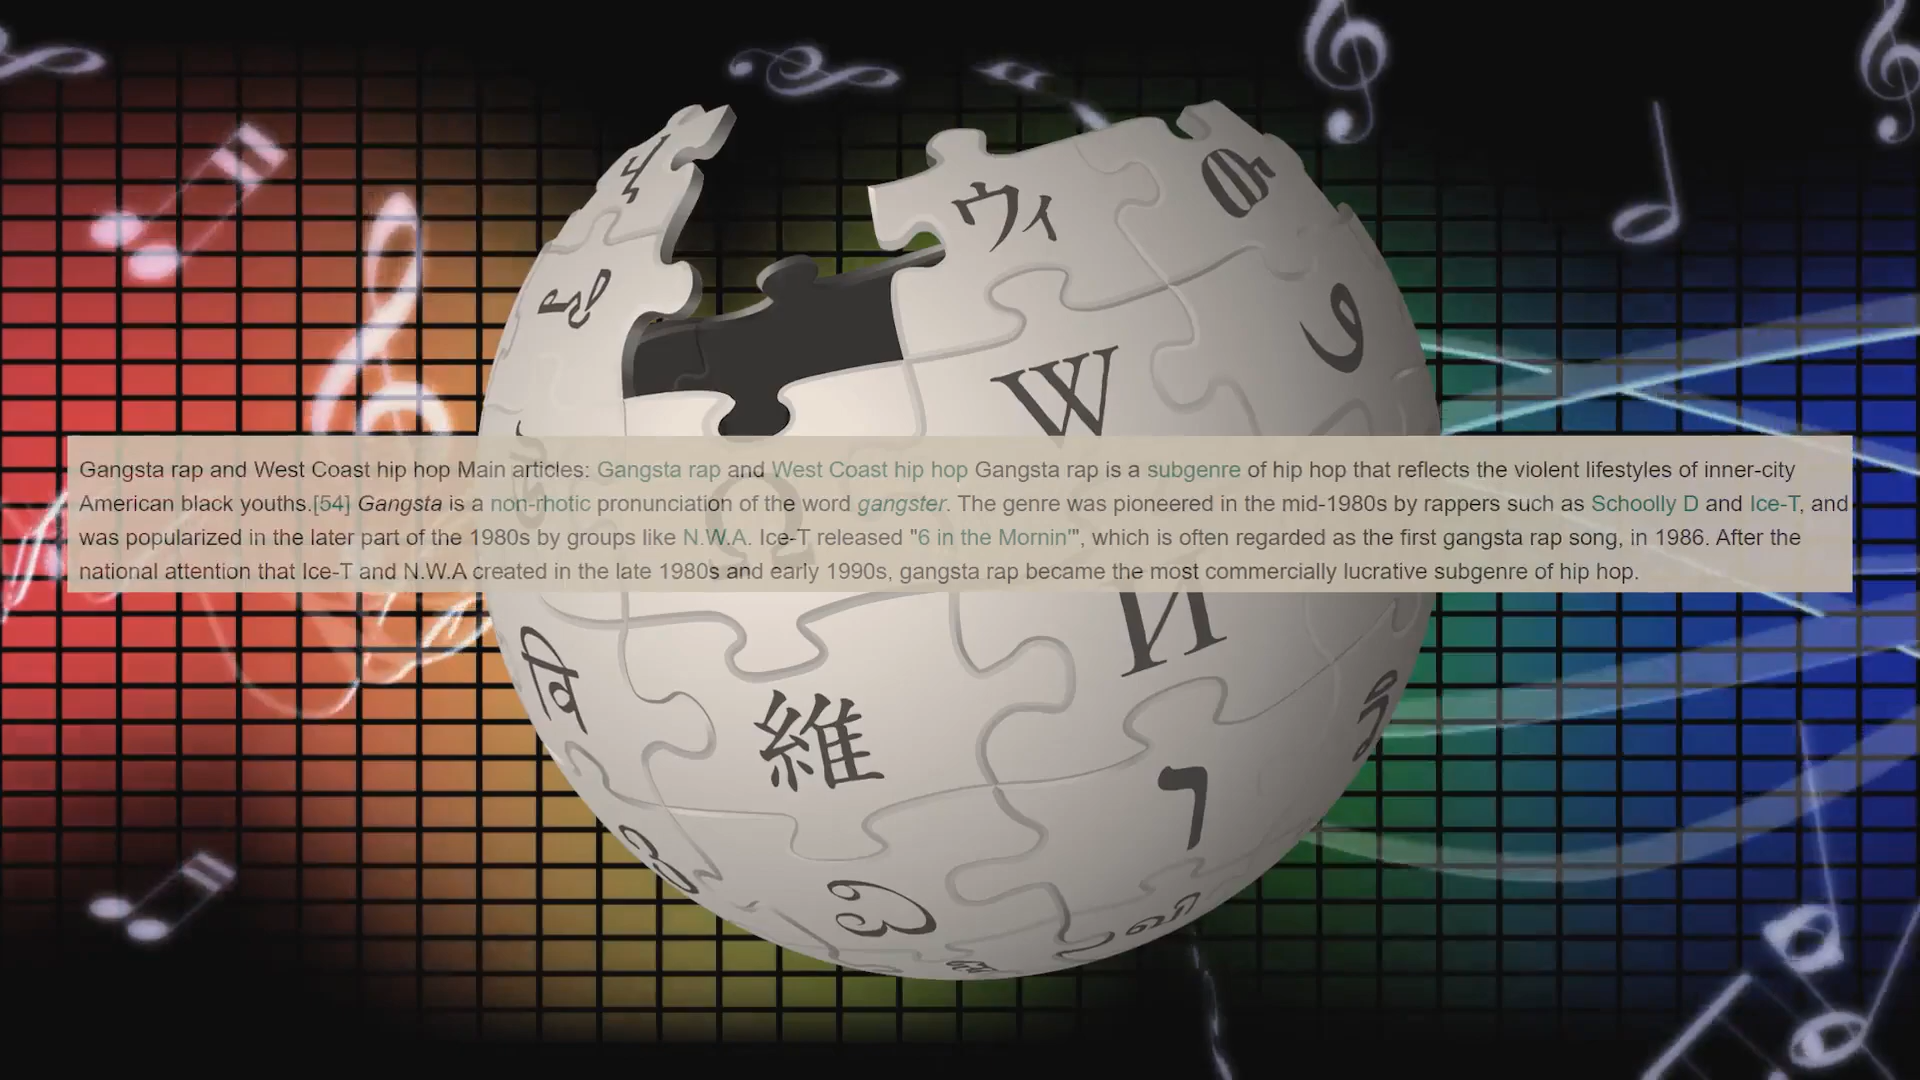 ウィ
W
Gangsta rap and West Coast hip hop Main articles: Gangsta rap and West Coast hip hop Gangsta rap is a subgenre of hip hop that reflects the violent lifestyles of inner-city
American black youths.[54] Gangsta is a non-rhotic pronunciation of the word gangster. The genre was pioneered in the mid-1980s by rappers such as Schoolly D and Ice-T, and
was popularized in the later part of the 1980s by groups like N.W.A. Ice-T released "6 in the Mornin'", which is often regarded as the first gangsta rap song, in 1986. After the
national attention that Ice-T and N.W.A created in the late 1980s and early 1990s, gangsta rap became the most commercially lucrative subgenre of hip hop.
Ω
И
वि
維
ר